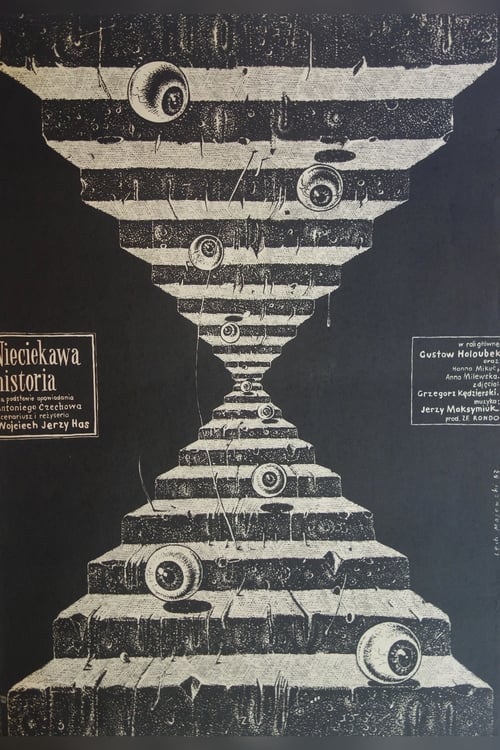 Nieciekawa
historia
na podstawie opowiadania
Antoniego Czechowa
scenariusz i reżyseria
Wojciech Jerzy Has
w roli głównej
Gustaw Holoubek
oraz
Hanna Mikuć,
Anna Milewska.
zdjęcia
Grzegorz Kędzierski.
muzyka:
Jerzy Maksymiuk.
prod. ZF. RONDO